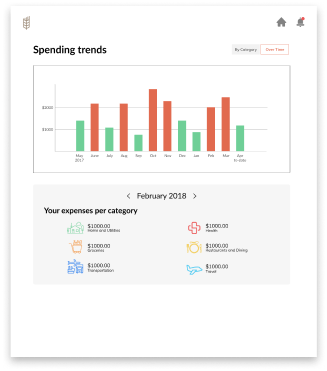 Spending trends
By Category
Over Time
$2000
$1000
May June July Aug Sep Oct Nov Dec Jan Feb Mar Apr
2017 to-date
February 2018
Your expenses per category
$1000.00
Home and Utilities
$1000.00
Health
$1000.00
Groceries
$1000.00
Restaurants and Dining
$1000.00
Transportation
$1000.00
Travel